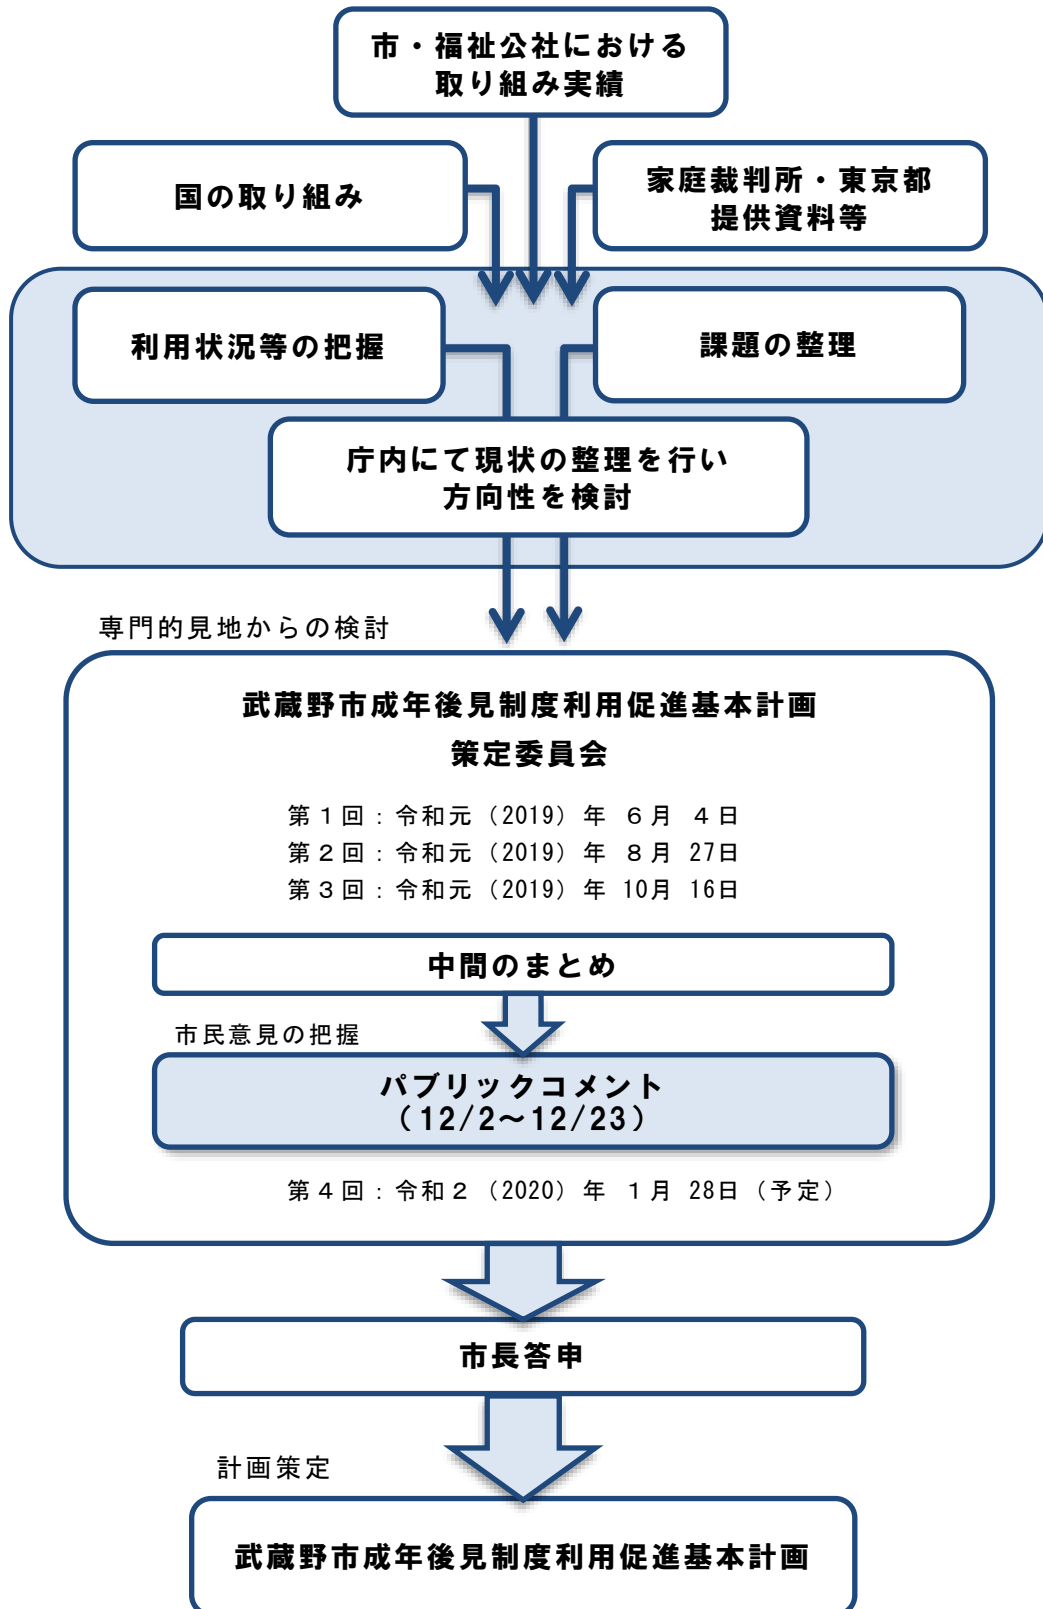 市・福祉公社における
取り組み実績
国の取り組み
家庭裁判所・東京都
提供資料等
利用状況等の把握
課題の整理
庁内にて現状の整理を行い
方向性を検討
専門的見地からの検討
武蔵野市成年後見制度利用促進基本計画
策定委員会
第１回：令和元（2019）年 ６月 ４日
第２回：令和元（2019）年 ８月 27日
第３回：令和元（2019）年 10月 16日
中間のまとめ
市民意見の把握
パブリックコメント
（12/2～12/23）
第４回：令和２（2020）年 １月 28日（予定）
市長答申
計画策定
武蔵野市成年後見制度利用促進基本計画